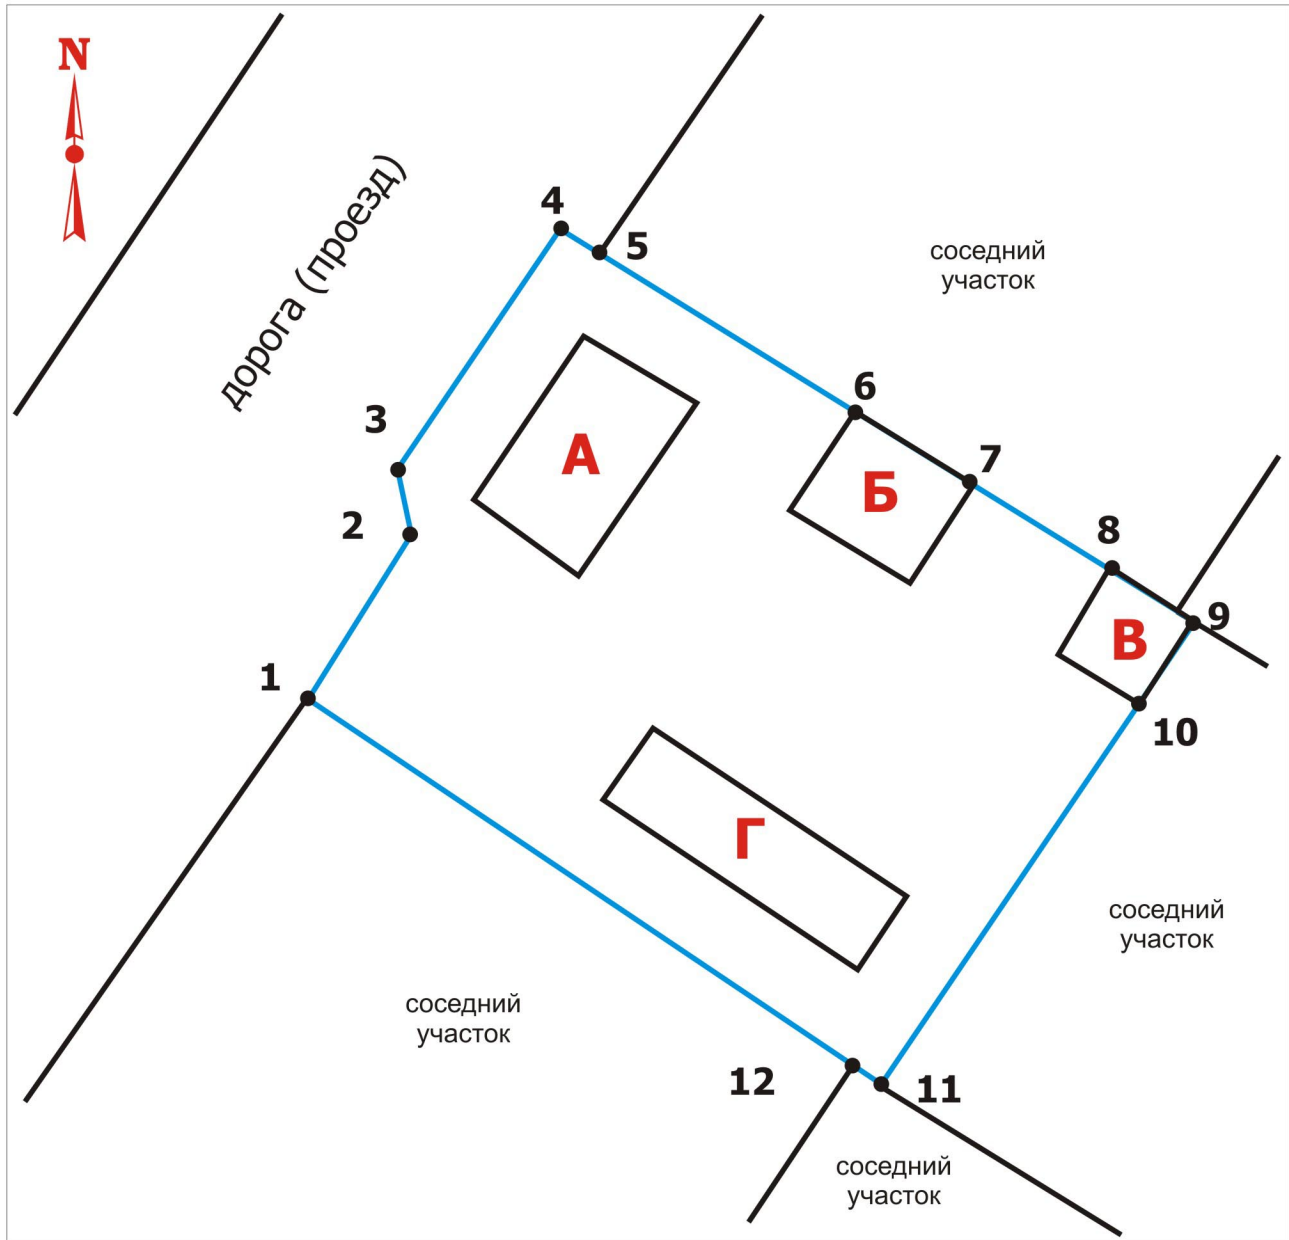 N
дорога (проезд)
4
5
соседний
участок
3
А
6
Б
7
2
8
В
9
1
10
Г
соседний
участок
соседний
участок
12
11
соседний
участок